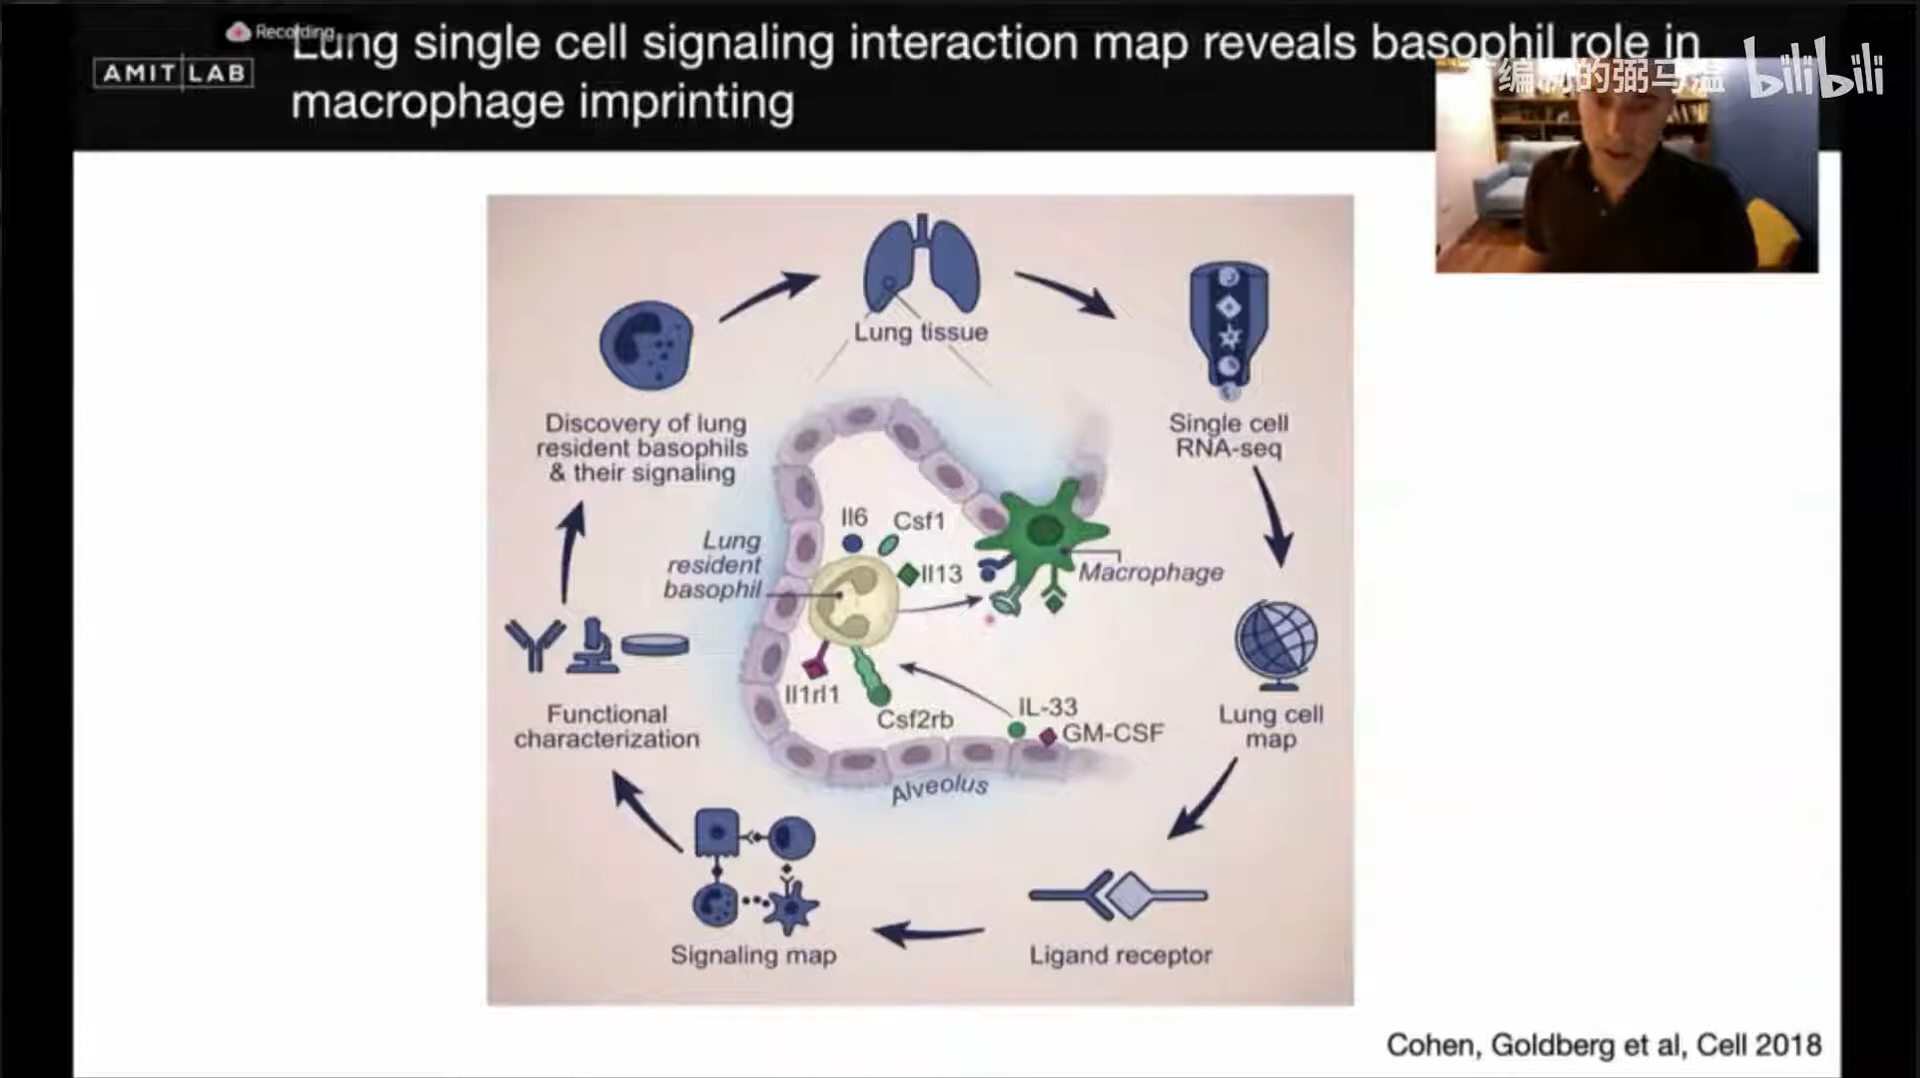 Recording...
AMIT LAB
Lung single cell signaling interaction map reveals basophil role in
macrophage imprinting
bilibili
Lung tissue
Single cell
RNA-seq
Discovery of lung
resident basophils
& their signaling
Il6
Csf1
Il13
Lung
resident
basophil
Macrophage
Il1rl1
Csf2rb
IL-33
GM-CSF
Alveolus
Functional
characterization
Lung cell
map
Signaling map
Ligand receptor
Cohen, Goldberg et al, Cell 2018